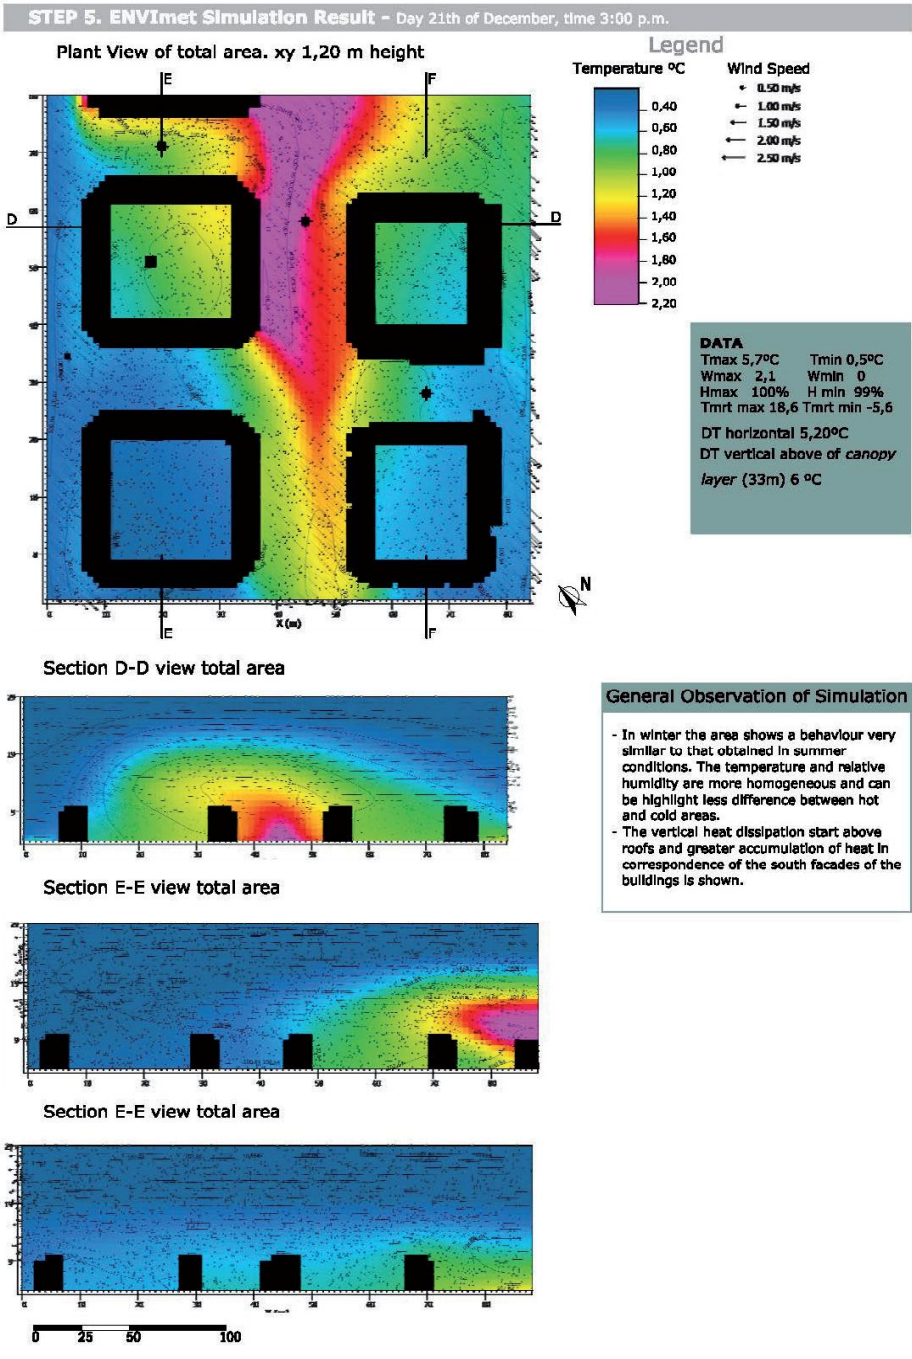 STEP 5. ENVImet Simulation Result - Day 21th of December, time 3:00 p.m.
Plant View of total area. xy 1,20 m height
Legend
Temperature ºC
Wind Speed
0,40
0,60
0,80
1,00
1,20
1,40
1,60
1,80
2,00
2,20
0.50 m/s
1.00 m/s
1.50 m/s
2.00 m/s
2.50 m/s
E
F
D
D
X (m)
E
F
N
DATA
Tmax 5,7ºC Tmin 0,5ºC
Wmax 2,1 Wmin 0
Hmax 100% H min 99%
Tmrt max 18,6 Tmrt min -5,6
DT horizontal 5,20ºC
DT vertical above of canopy
layer (33m) 6 ºC
Section D-D view total area
General Observation of Simulation
- In winter the area shows a behaviour very
similar to that obtained in summer
conditions. The temperature and relative
humidity are more homogeneous and can
be highlight less difference between hot
and cold areas.
- The vertical heat dissipation start above
roofs and greater accumulation of heat in
correspondence of the south facades of the
buildings is shown.
Section E-E view total area
Section E-E view total area
0 25 50 100